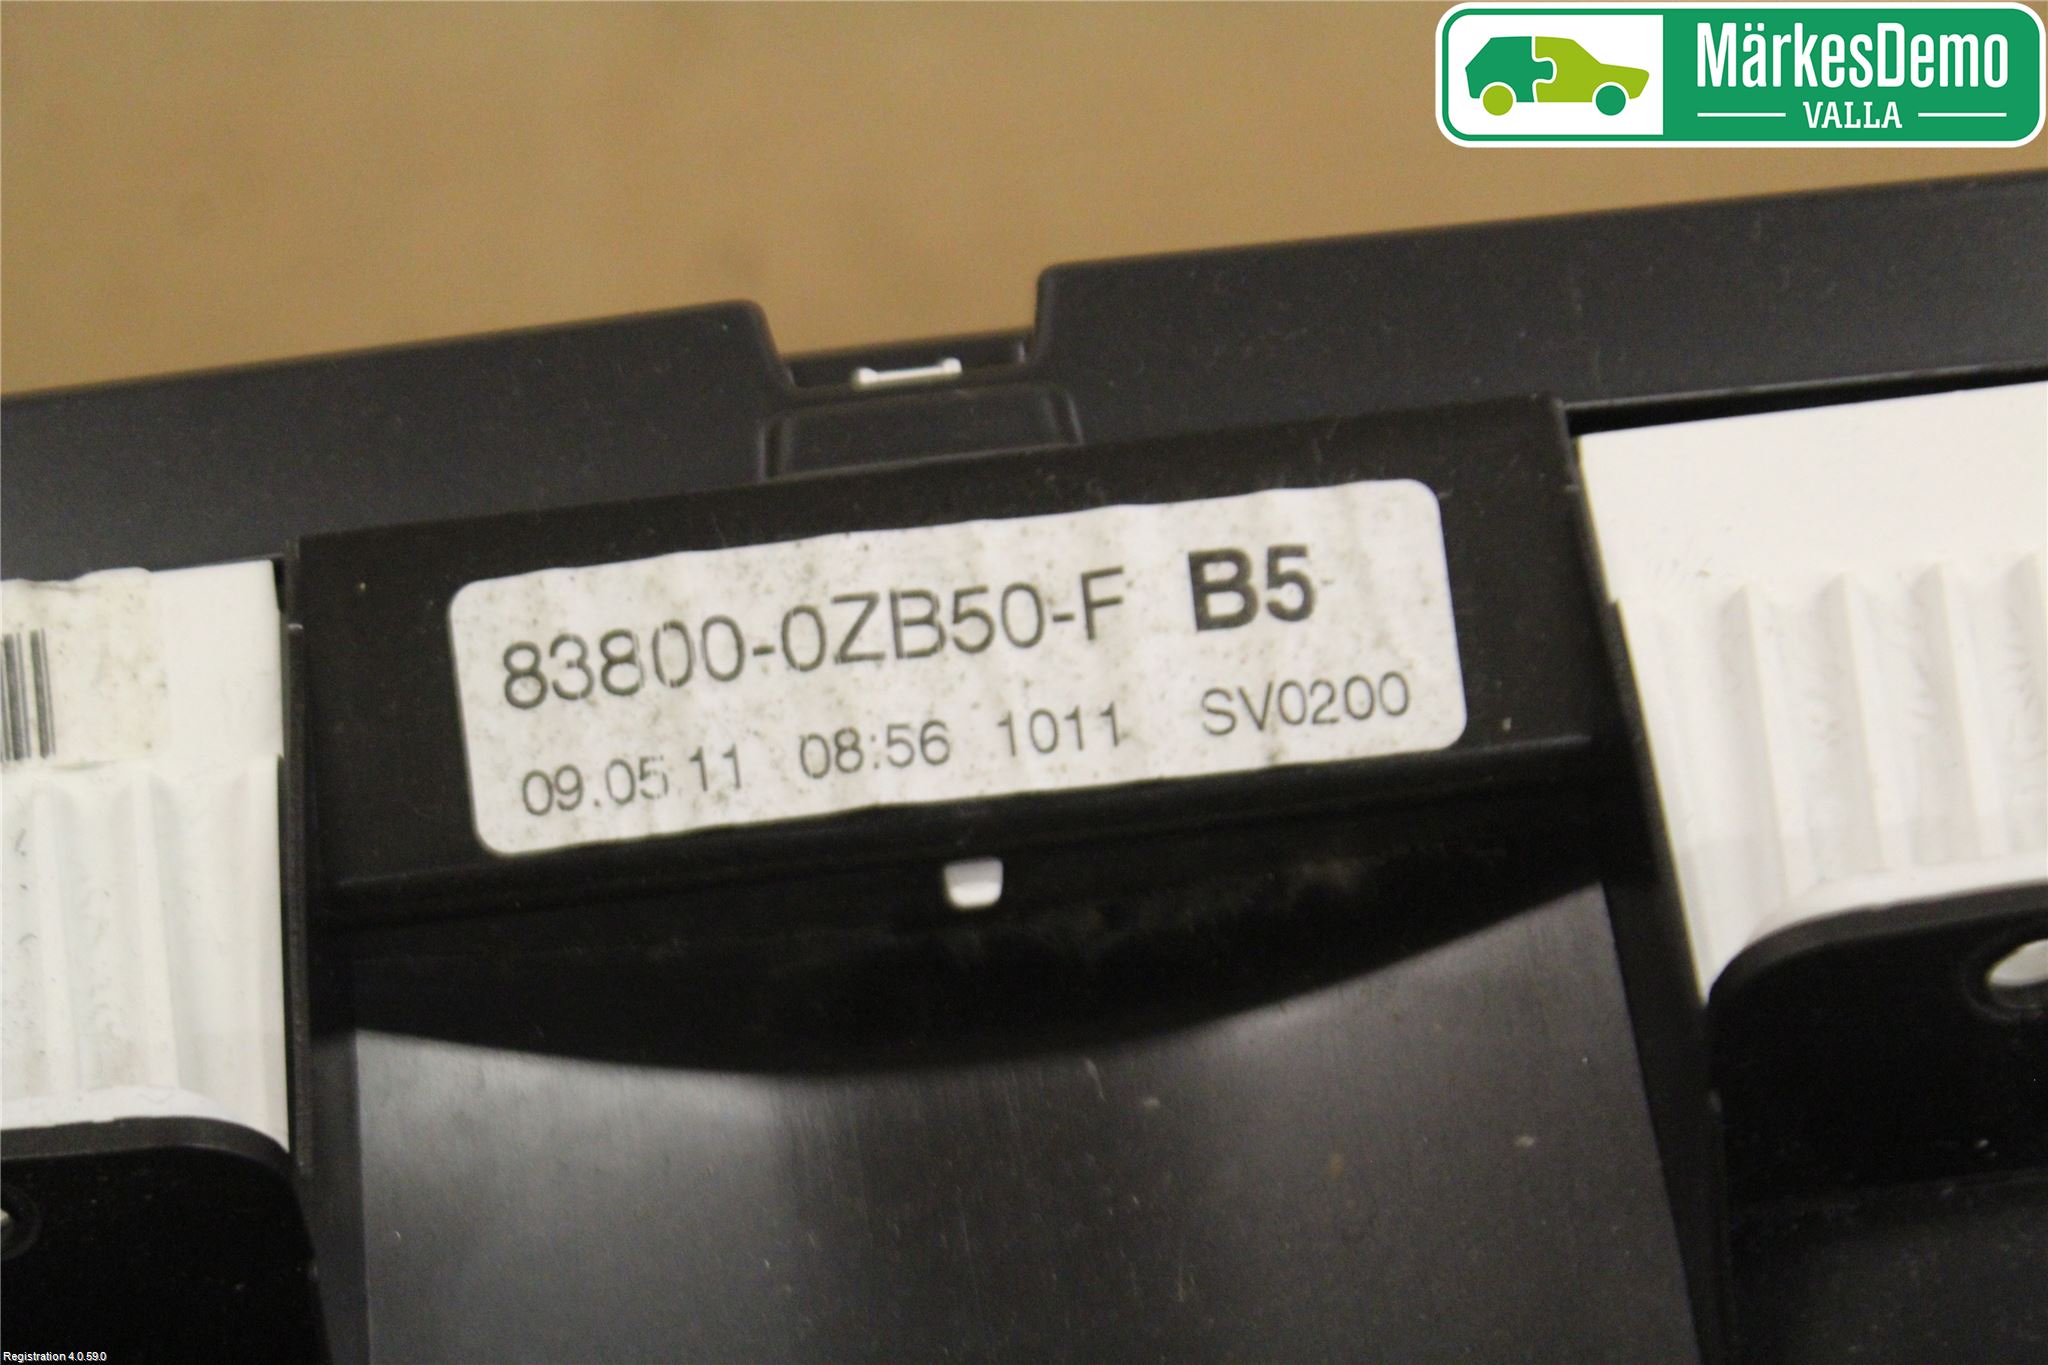 MärkesDemo
VALLA
83800-0ZB50-F B5
09.05.11 08:56 1011 SV0200
Registration 4.0.59.0